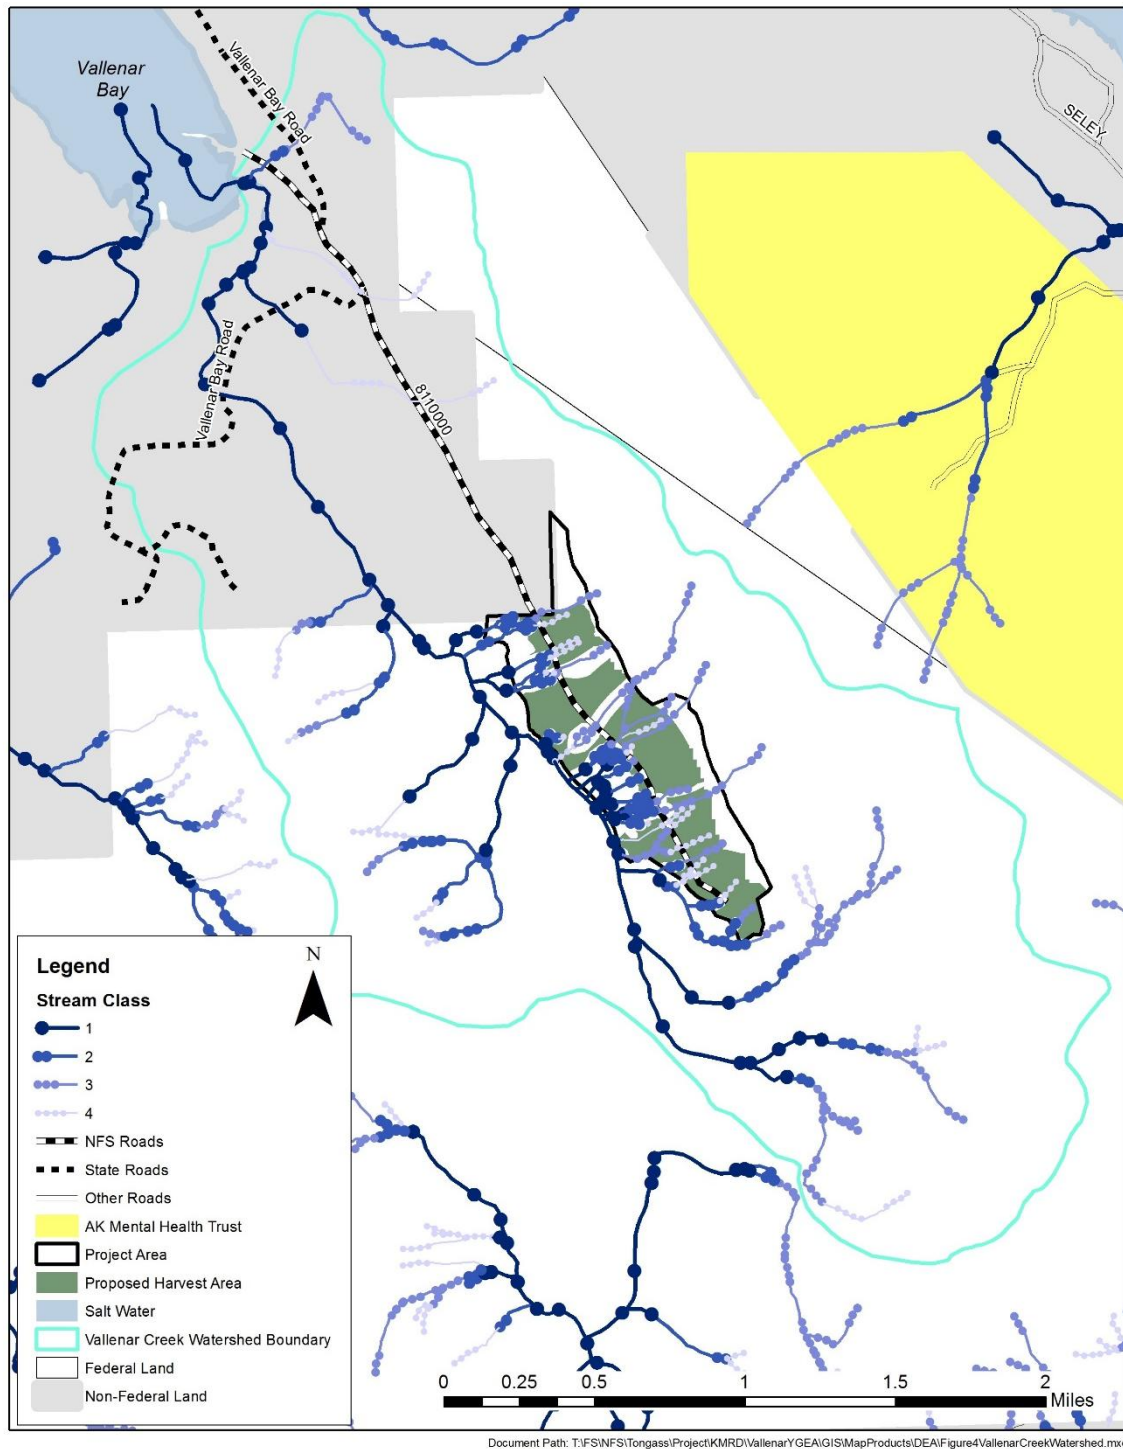 Vallenar
Bay
Vallenar Bay Road
SELEY
Vallenar Bay Road
8110000
N
Legend
Stream Class
1
2
3
4
NFS Roads
State Roads
Other Roads
AK Mental Health Trust
Project Area
Proposed Harvest Area
Salt Water
Vallenar Creek Watershed Boundary
Federal Land
Non-Federal Land
0 0.25 0.5 1 1.5 2
Miles
Document Path: T:\FS\NFS\Tongass\Project\KMRD\VallenarYGEA\GIS\MapProducts\DEA\Figure4VallenarCreekWatershed.mx